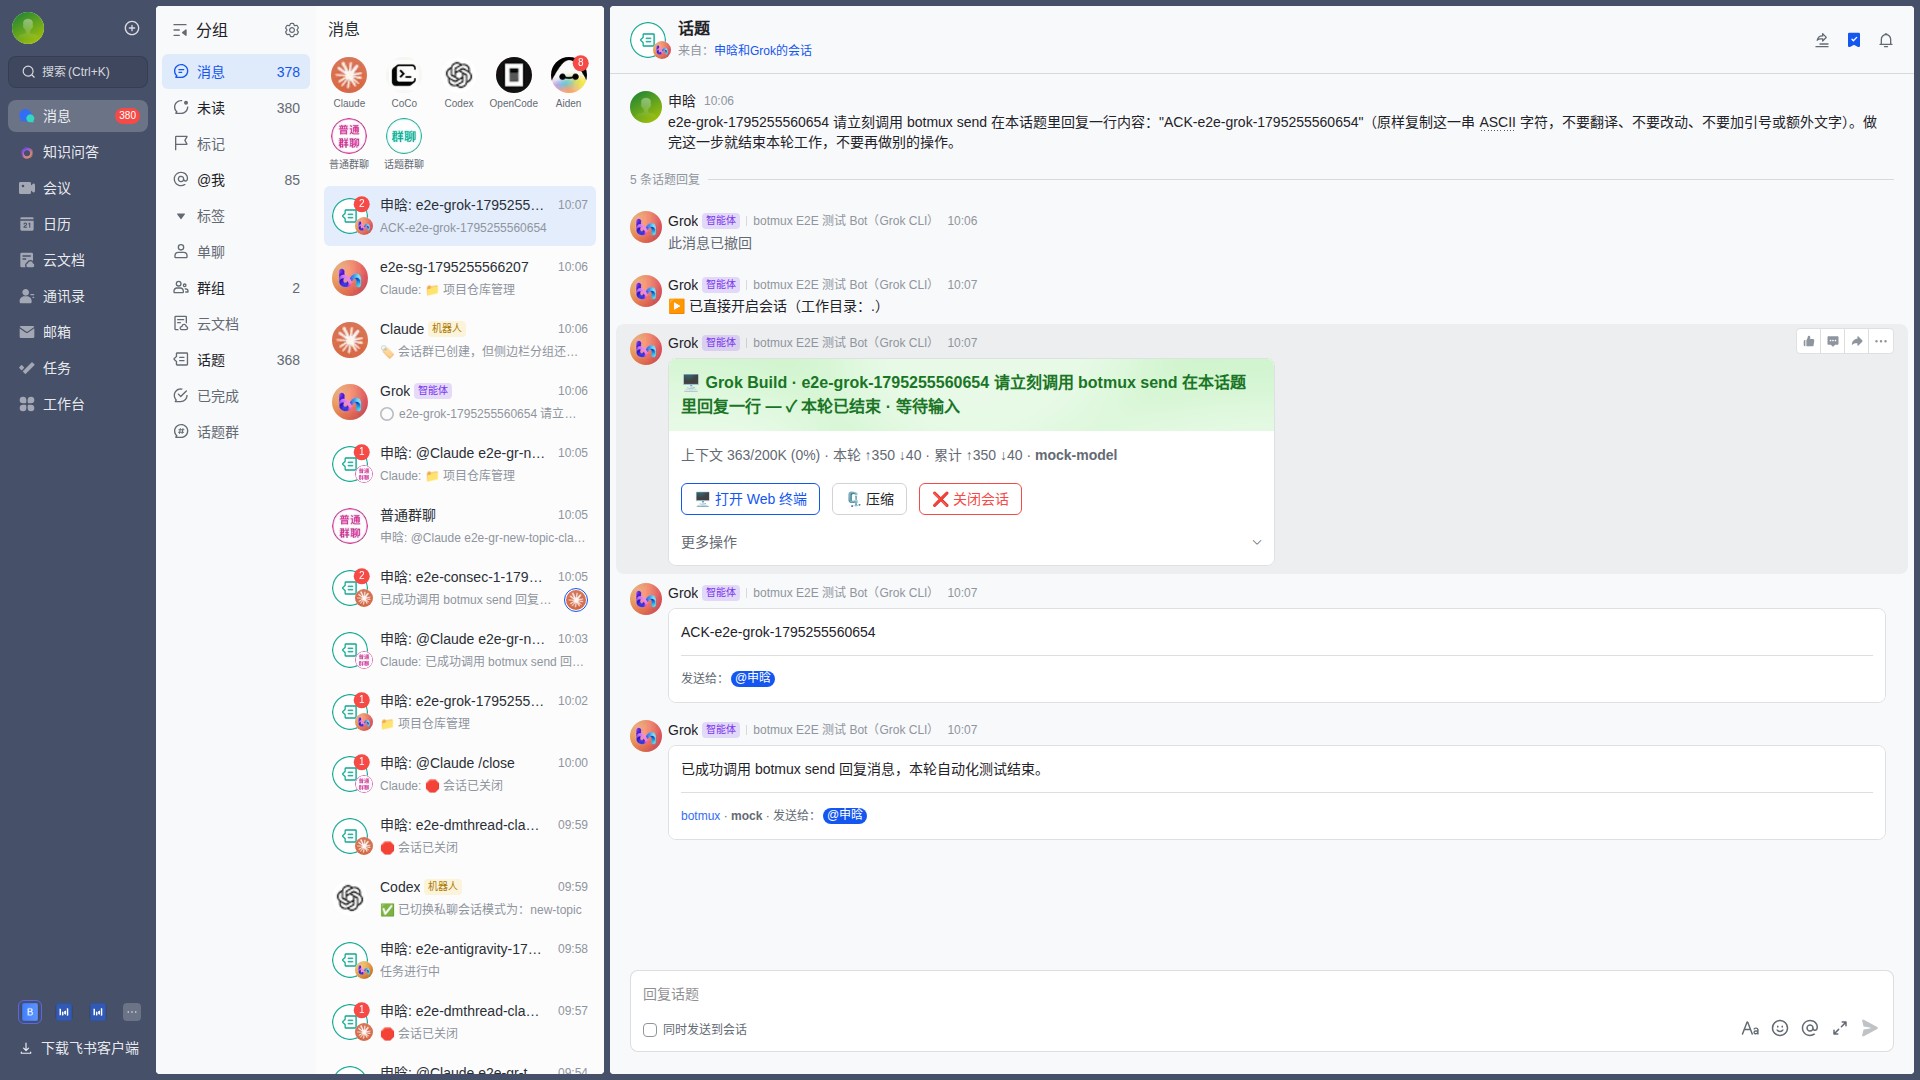 搜索 (Ctrl+K)
消息
380
知识问答
会议
日历
云文档
通讯录
邮箱
任务
工作台
下载飞书客户端
分组
消息 378
未读 380
标记
@我 85
标签
单聊
群组 2
云文档
话题 368
已完成
话题群
消息
8
Claude CoCo Codex OpenCode Aiden
普通群聊 群聊
普通群聊 话题群聊
2 申晗: e2e-grok-1795255... 10:07
ACK-e2e-grok-1795255560654
e2e-sg-1795255566207 10:06
Claude: 📁 项目仓库管理
Claude 机器人 10:06
🏷️ 会话群已创建，但侧边栏分组还...
Grok 智能体 10:06
e2e-grok-1795255560654 请立...
1 申晗: @Claude e2e-gr-n... 10:05
Claude: 📁 项目仓库管理
普通群聊 10:05
申晗: @Claude e2e-gr-new-topic-cla...
2 申晗: e2e-consec-1-179... 10:05
已成功调用 botmux send 回复...
申晗: @Claude e2e-gr-n... 10:03
Claude: 已成功调用 botmux send 回...
1 申晗: e2e-grok-1795255... 10:02
📁 项目仓库管理
1 申晗: @Claude /close 10:00
Claude: 🛑 会话已关闭
申晗: e2e-dmthread-cla... 09:59
🛑 会话已关闭
Codex 机器人 09:59
✅ 已切换私聊会话模式为：new-topic
申晗: e2e-antigravity-17... 09:58
任务进行中
1 申晗: e2e-dmthread-cla... 09:57
🛑 会话已关闭
申晗: @Claude e2e-gr-t... 09:54
话题
来自：申晗和Grok的会话
申晗 10:06
e2e-grok-1795255560654 请立刻调用 botmux send 在本话题里回复一行内容："ACK-e2e-grok-1795255560654"（原样复制这一串 ASCII 字符，不要翻译、不要改动、不要加引号或额外文字）。做
完这一步就结束本轮工作，不要再做别的操作。
5 条话题回复
Grok 智能体 | botmux E2E 测试 Bot（Grok CLI） 10:06
此消息已撤回
Grok 智能体 | botmux E2E 测试 Bot（Grok CLI） 10:07
▶️ 已直接开启会话（工作目录：.）
Grok 智能体 | botmux E2E 测试 Bot（Grok CLI） 10:07
🖥️ Grok Build · e2e-grok-1795255560654 请立刻调用 botmux send 在本话题
里回复一行 — ✓ 本轮已结束 · 等待输入
上下文 363/200K (0%) · 本轮 ↑350 ↓40 · 累计 ↑350 ↓40 · mock-model
🖥️ 打开 Web 终端 🗜️ 压缩 ❌ 关闭会话
更多操作
Grok 智能体 | botmux E2E 测试 Bot（Grok CLI） 10:07
ACK-e2e-grok-1795255560654
发送给：@申晗
Grok 智能体 | botmux E2E 测试 Bot（Grok CLI） 10:07
已成功调用 botmux send 回复消息，本轮自动化测试结束。
botmux · mock · 发送给：@申晗
回复话题
同时发送到会话